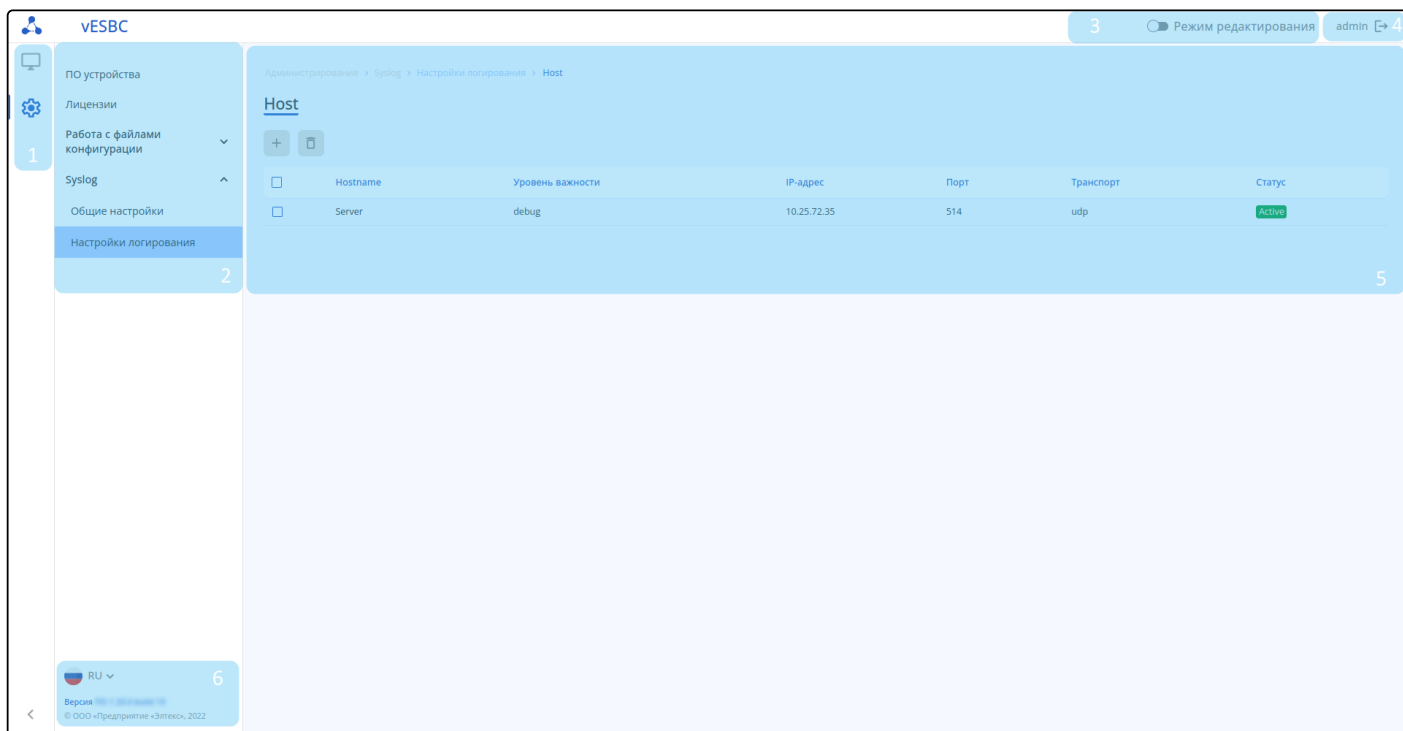 vESBC
3
Режим редактирования
admin
4
1
ПО устройства
Лицензии
Работа с файлами
конфигурации
Syslog
Общие настройки
Настройки логирования
2
Администрирование > Syslog > Настройки логирования > Host
Host
+
Hostname Уровень важности IP-адрес Порт Транспорт Статус
Server debug 10.25.72.35 514 udp Active
5
RU
6
Версия
© ООО «Предприятие «Элтекс», 2022